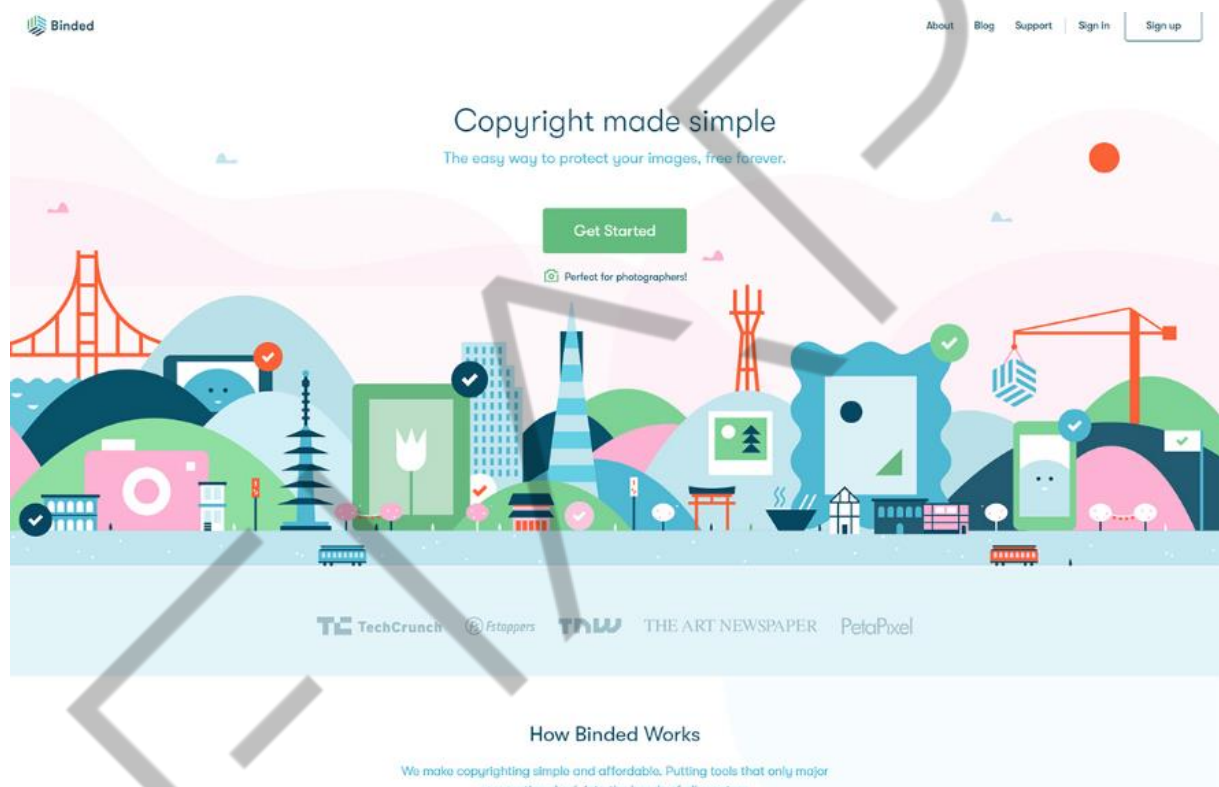 Binded
About Blog Support Sign in Sign up
Copyright made simple
The easy way to protect your images, free forever.
Get Started
Perfect for photographers!
TechCrunch Fstoppers TNW THE ART NEWSPAPER PetaPixel
How Binded Works
We make copyrighting simple and affordable. Putting tools that only major